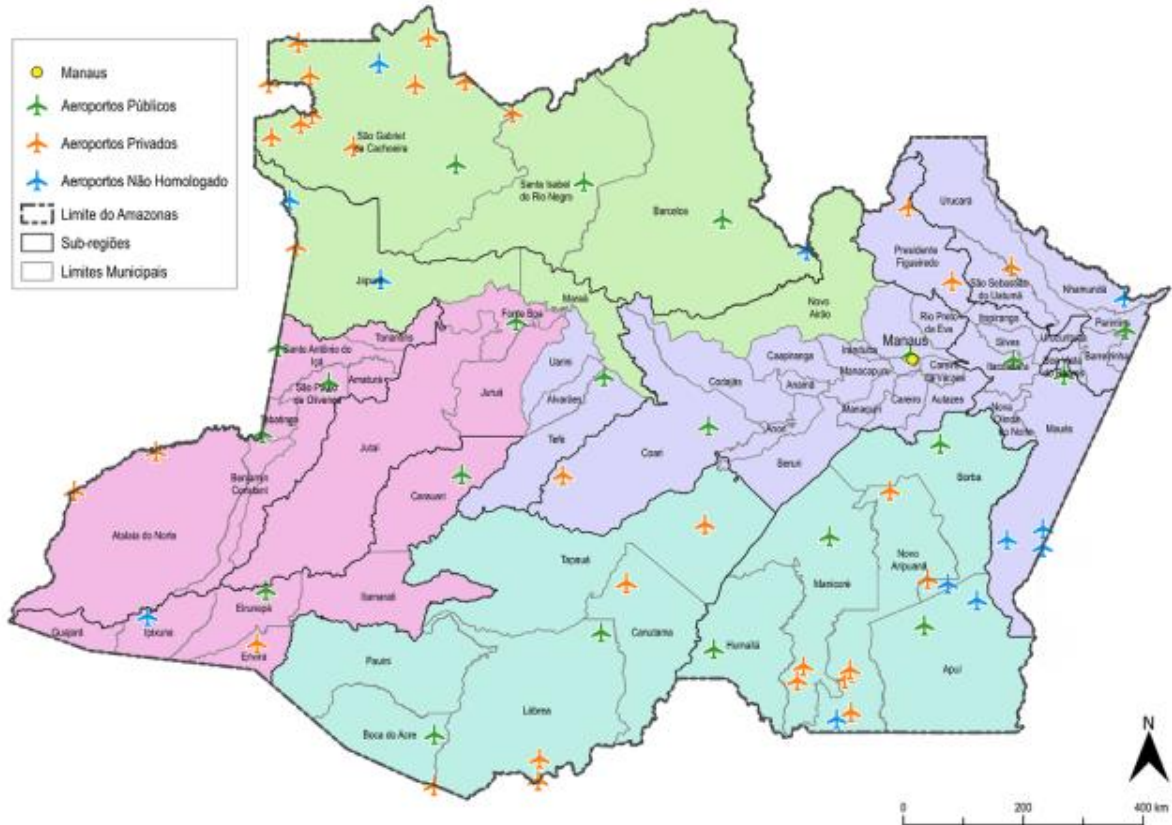 Manaus
Aeroportos Públicos
Aeroportos Privados
Aeroportos Não Homologado
Limite do Amazonas
Sub-regiões
Limites Municipais
São Gabriel
da Cachoeira
Santa Isabel
do Rio Negro
Barcelos
Urucará
Presidente
Figueiredo
São Sebastião
do Uatumã
Nhamundá
Japurá
Maraã
Novo
Airão
Rio Preto
da Eva
Itapiranga
Parintins
Fonte Boa
Tonantins
Santo Antônio do
Içá
Manaus
Silves
Urucurituba
Barreirinha
Uarini
Caapiranga
Iranduba
Manacapuru
Careiro
da Várzea
Itacoatiara
São Paulo
de Olivença
Amaturá
Alvarães
Codajás
Anamã
Careiro
Autazes
Juruá
Manaquiri
Nova
Olinda
do Norte
Maués
Tabatinga
Anori
Tefé
Coari
Beruri
Jutaí
Borba
Benjamin
Constant
Carauari
Atalaia do Norte
Tapauá
Novo
Aripuanã
Manicoré
Itamarati
Eirunepé
Guajará
Ipixuna
Envira
Canutama
Humaitá
Pauini
Apuí
Lábrea
Boca do Acre
N
0
200
400 km